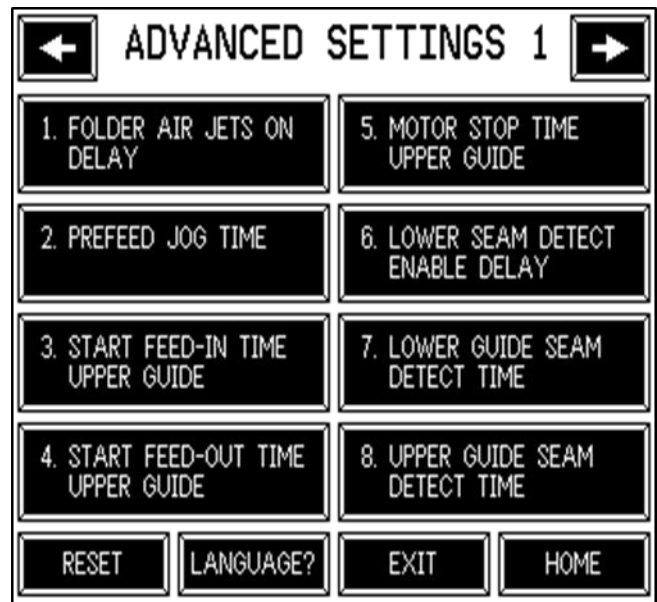 ADVANCED SETTINGS 1
1. FOLDER AIR JETS ON
DELAY
2. PREFEED JOG TIME
3. START FEED-IN TIME
UPPER GUIDE
4. START FEED-OUT TIME
UPPER GUIDE
5. MOTOR STOP TIME
UPPER GUIDE
6. LOWER SEAM DETECT
ENABLE DELAY
7. LOWER GUIDE SEAM
DETECT TIME
8. UPPER GUIDE SEAM
DETECT TIME
RESET
LANGUAGE?
EXIT
HOME